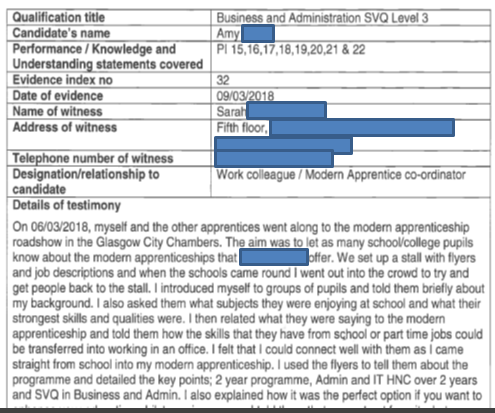 Qualification title Business and Administration SVQ Level 3
Candidate's name Amy
Performance / Knowledge and PI 15,16,17,18,19,20,21 & 22
Understanding statements covered
Evidence index no 32
Date of evidence 09/03/2018
Name of witness Sarah
Address of witness Fifth floor,
Telephone number of witness
Designation/relationship to Work colleague / Modern Apprentice co-ordinator
candidate
Details of testimony
On 06/03/2018, myself and the other apprentices went along to the modern apprenticeship
roadshow in the Glasgow City Chambers. The aim was to let as many school/college pupils
know about the modern apprenticeships that offer. We set up a stall with flyers
and job descriptions and when the schools came round I went out into the crowd to try and
get people back to the stall. I introduced myself to groups of pupils and told them briefly about
my background. I also asked them what subjects they were enjoying at school and what their
strongest skills and qualities were. I then related what they were saying to the modern
apprenticeship and told them how the skills that they have from school or part time jobs could
be transferred into working in an office. I felt that I could connect well with them as I came
straight from school into my modern apprenticeship. I used the flyers to tell them about the
programme and detailed the key points; 2 year programme, Admin and IT HNC over 2 years
and SVQ in Business and Admin. I also explained how it was the perfect option if you want to